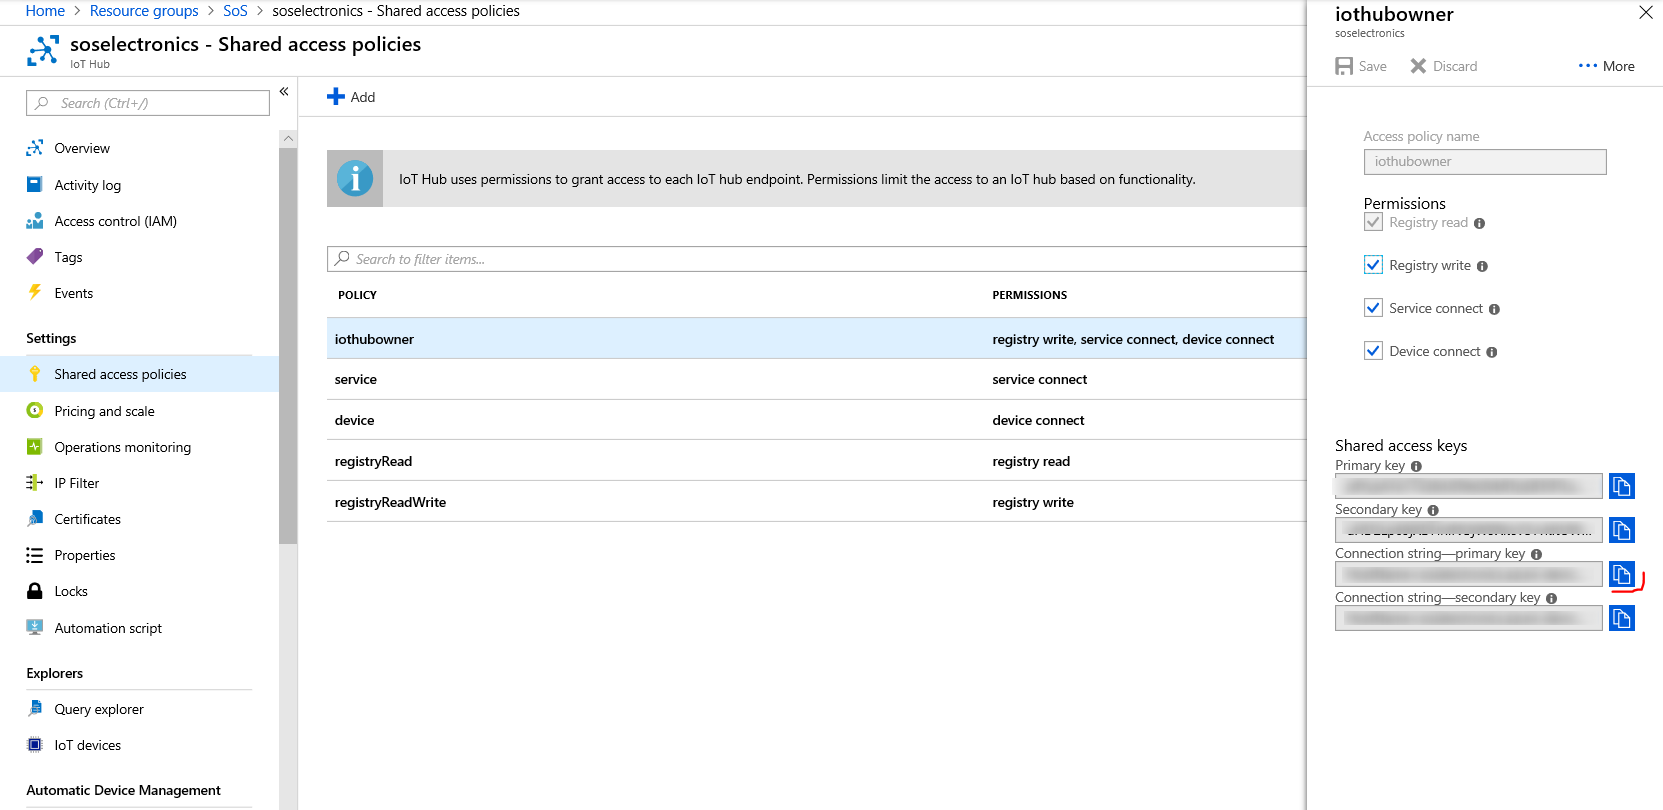 Home > Resource groups > SoS > soselectronics - Shared access policies
soselectronics - Shared access policies
IoT Hub
Search (Ctrl+/)
«
Overview
Activity log
Access control (IAM)
Tags
Events
Settings
Shared access policies
Pricing and scale
Operations monitoring
IP Filter
Certificates
Properties
Locks
Automation script
Explorers
Query explorer
IoT devices
Automatic Device Management
Add
IoT Hub uses permissions to grant access to each IoT hub endpoint. Permissions limit the access to an IoT hub based on functionality.
Search to filter items...
POLICY PERMISSIONS
iothubowner registry write, service connect, device connect
service service connect
device device connect
registryRead registry read
registryReadWrite registry write
iothubowner
soselectronics
Save Discard More
Access policy name
iothubowner
Permissions
Registry read
Registry write
Service connect
Device connect
Shared access keys
Primary key
Secondary key
Connection string—primary key
Connection string—secondary key